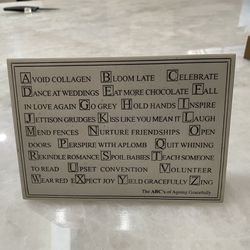 AVOID COLLAGEN BLOOM LATE CELEBRATE
DANCE AT WEDDINGS EAT MORE CHOCOLATE FALL
IN LOVE AGAIN GO GREY HOLD HANDS INSPIRE
JETTISON GRUDGES KISS LIKE YOU MEAN IT LAUGH
MEND FENCES NURTURE FRIENDSHIPS OPEN
DOORS PERSPIRE WITH APLOMB QUIT WHINING
REKINDLE ROMANCE SPOIL BABIES TEACH SOMEONE
TO READ UPSET CONVENTION VOLUNTEER
WEAR RED XPECT JOY YIELD GRACEFULLY ZING
The ABC's of Ageing Gracefully